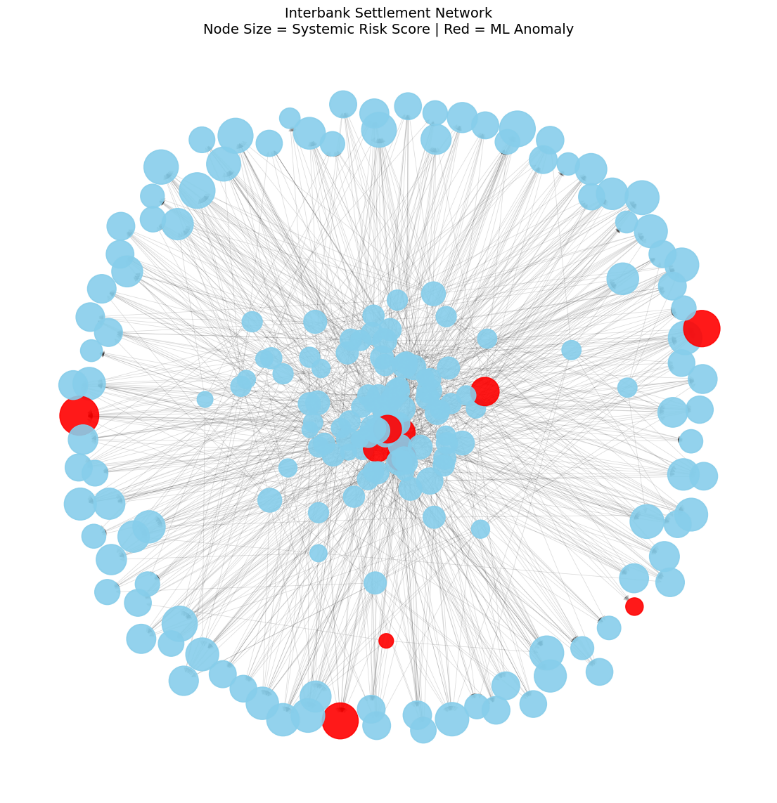 Interbank Settlement Network
Node Size = Systemic Risk Score | Red = ML Anomaly